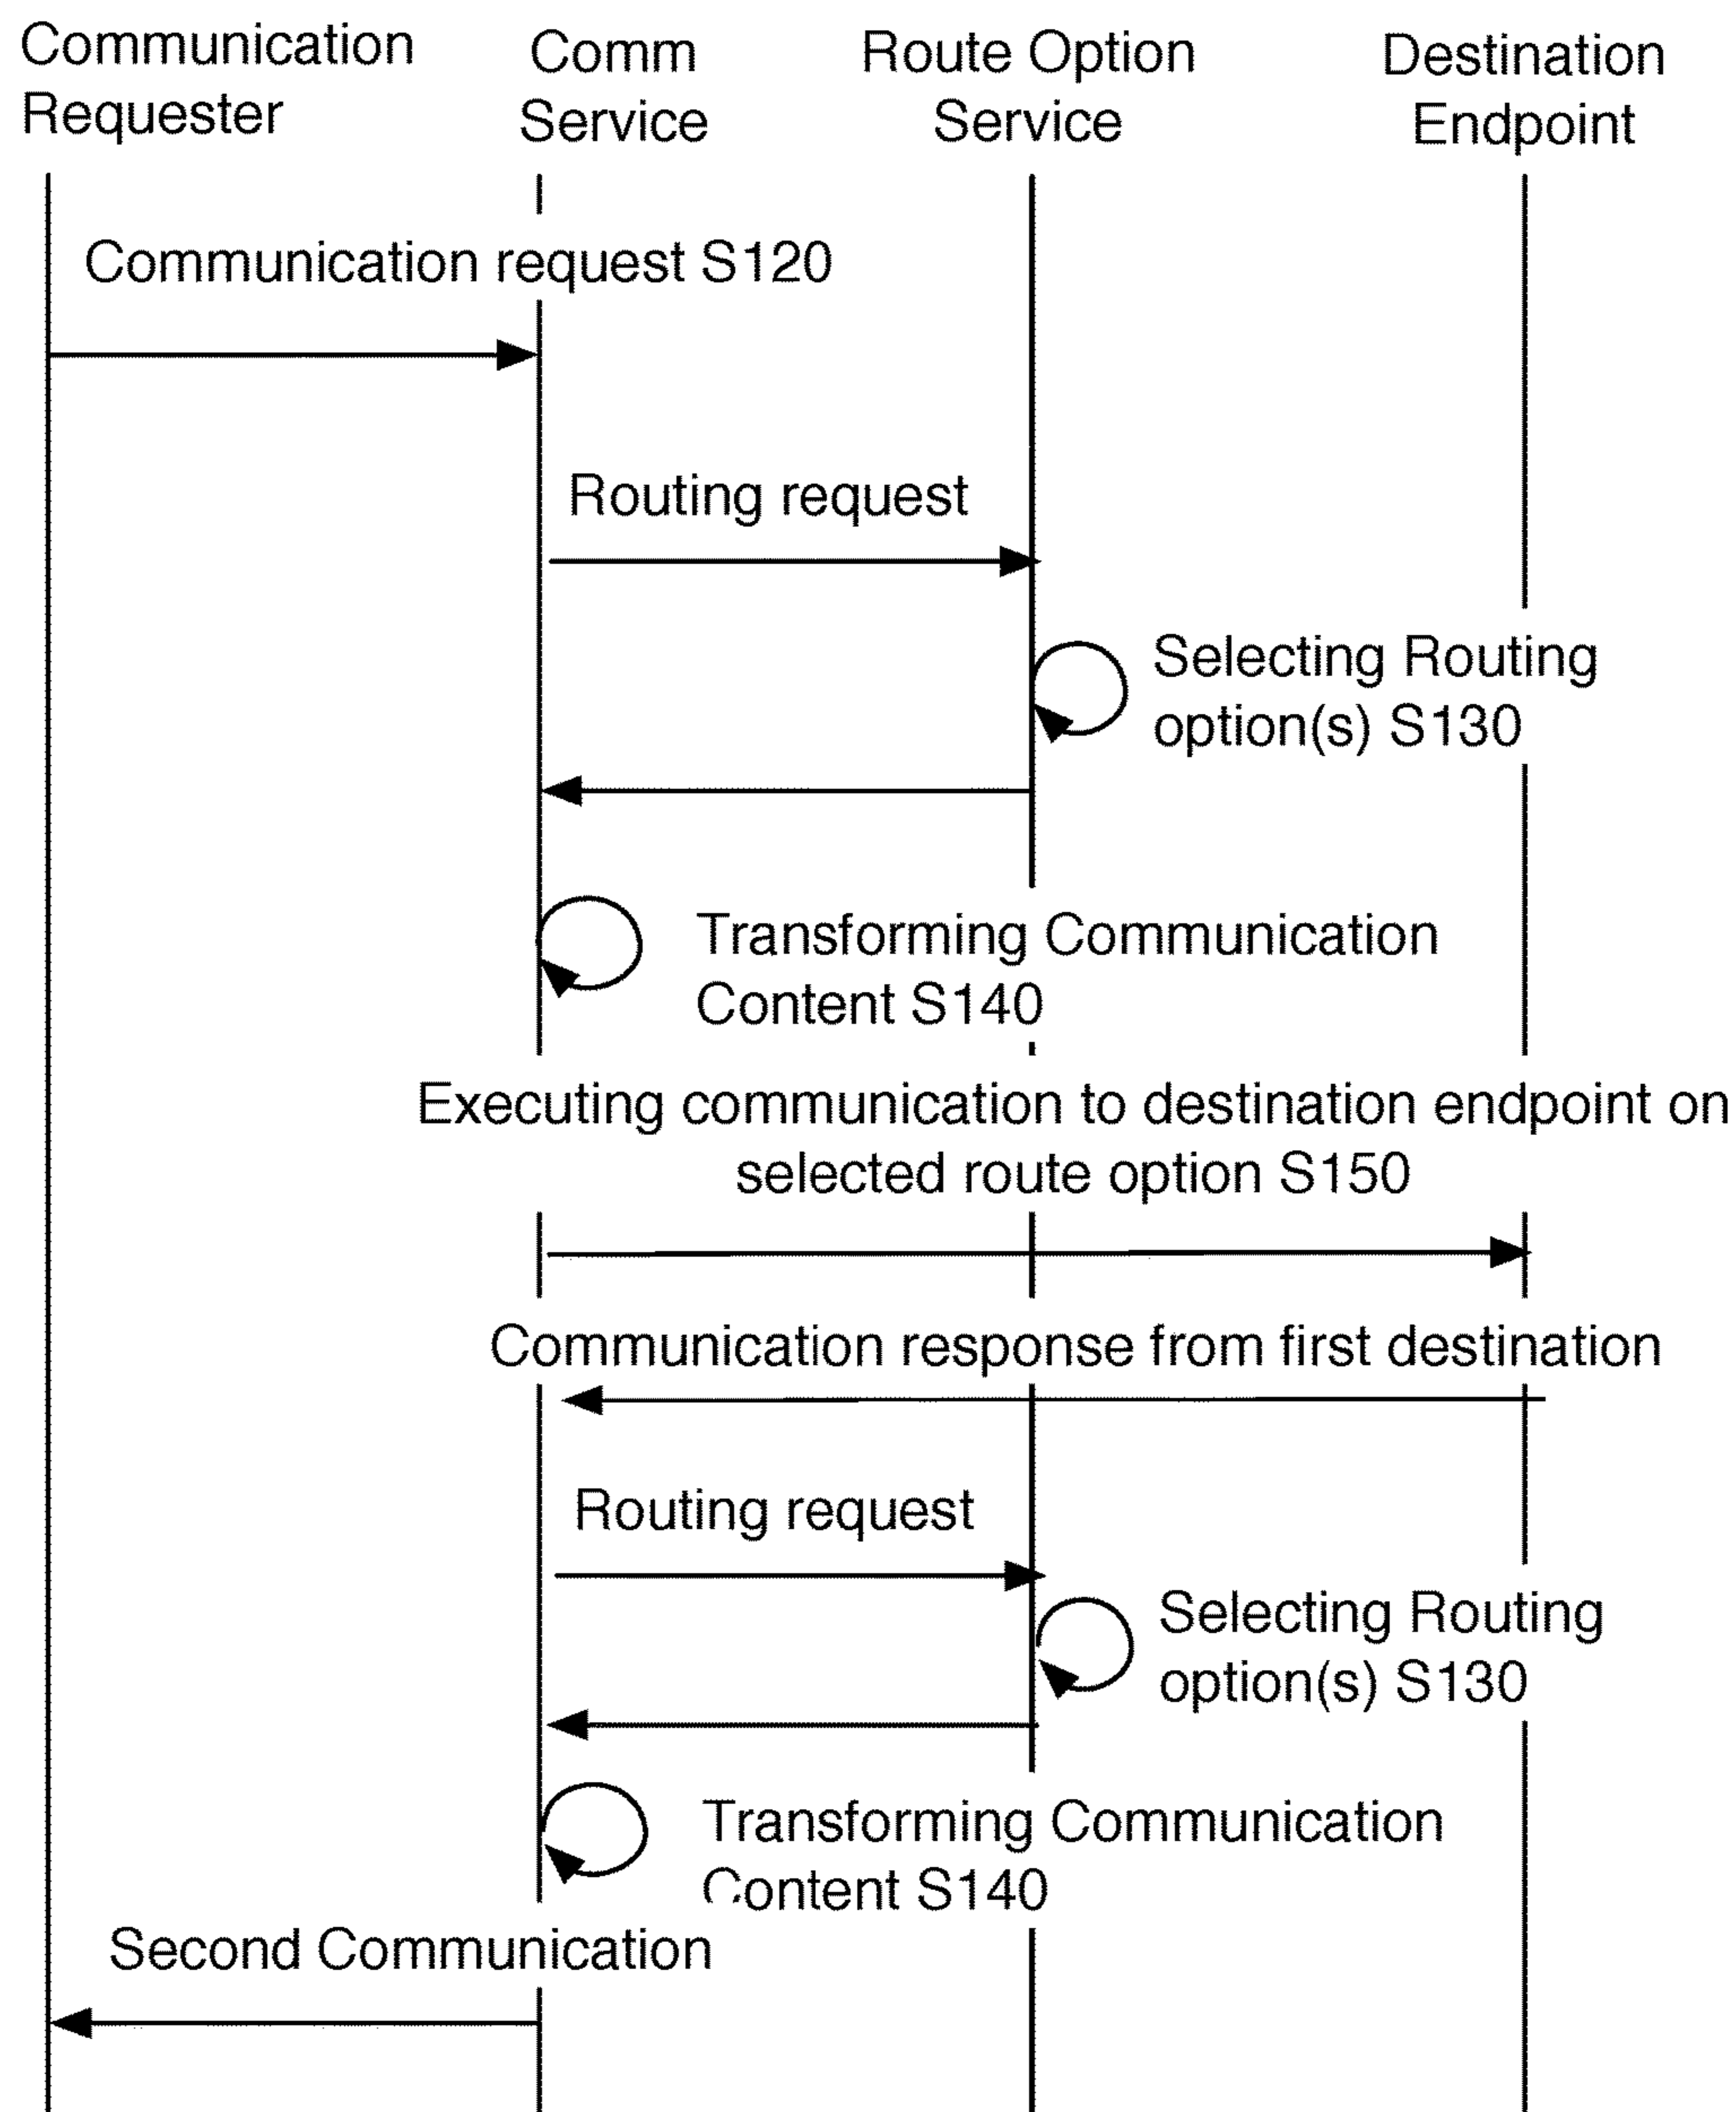 Communication
Requester
Comm
Service
Route Option
Service
Destination
Endpoint
Communication request S120
Routing request
Selecting Routing
option(s) S130
Transforming Communication
Content S140
Executing communication to destination endpoint on
selected route option S150
Communication response from first destination
Routing request
Selecting Routing
option(s) S130
Transforming Communication
Content S140
Second Communication